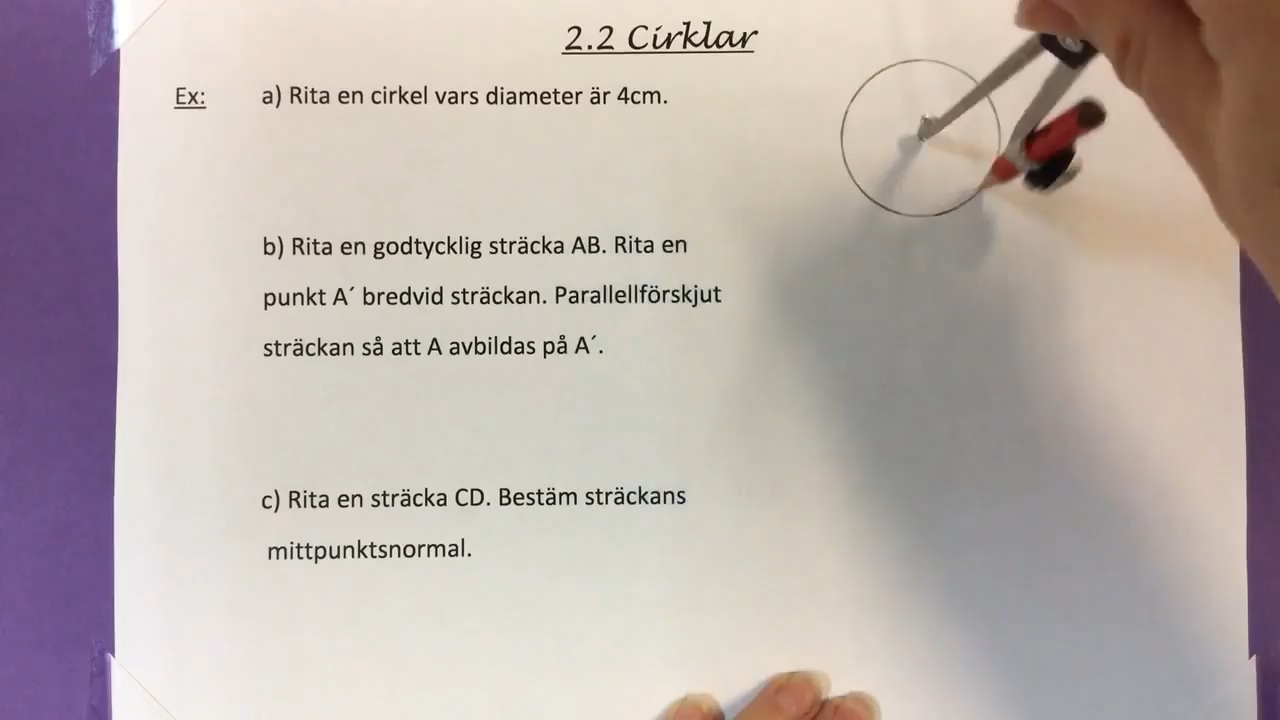 2.2 Cirklar
Ex: a) Rita en cirkel vars diameter är 4cm.
b) Rita en godtycklig sträcka AB. Rita en
punkt A´ bredvid sträckan. Parallellförskjut
sträckan så att A avbildas på A´.
c) Rita en sträcka CD. Bestäm sträckans
mittpunktsnormal.